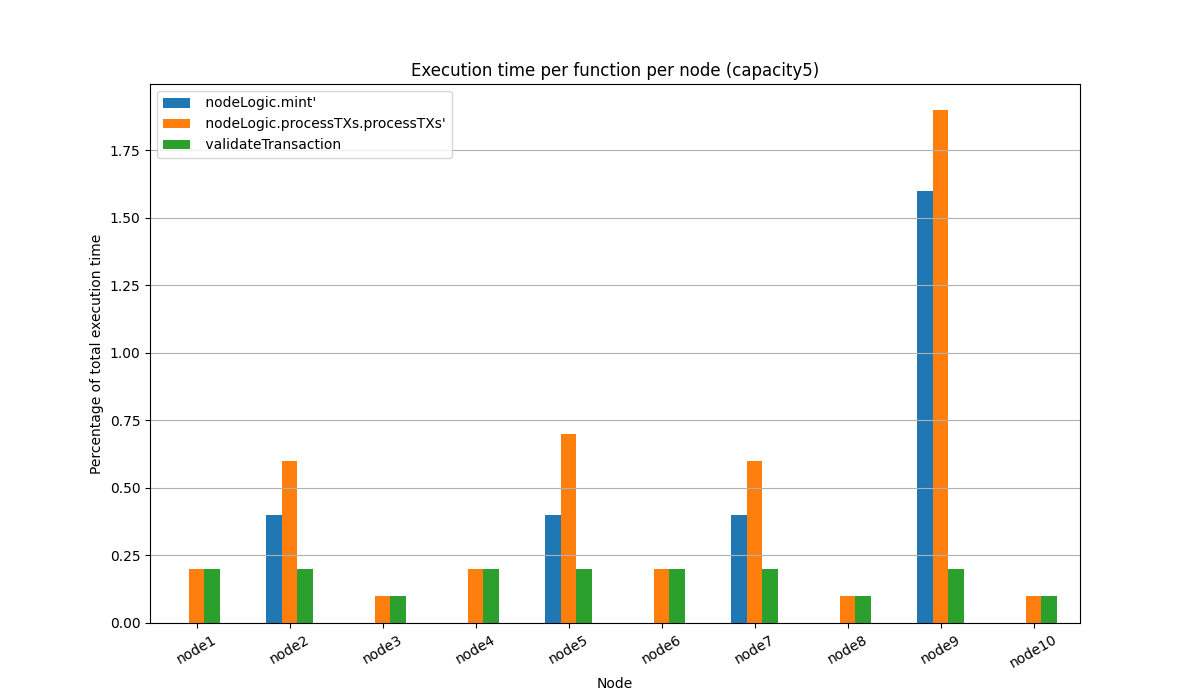 Execution time per function per node (capacity5)
nodeLogic.mint'
nodeLogic.processTXs.processTXs'
validateTransaction
Percentage of total execution time
1.75
1.50
1.25
1.00
0.75
0.50
0.25
0.00
node1 node2 node3 node4 node5 node6 node7 node8 node9 node10
Node